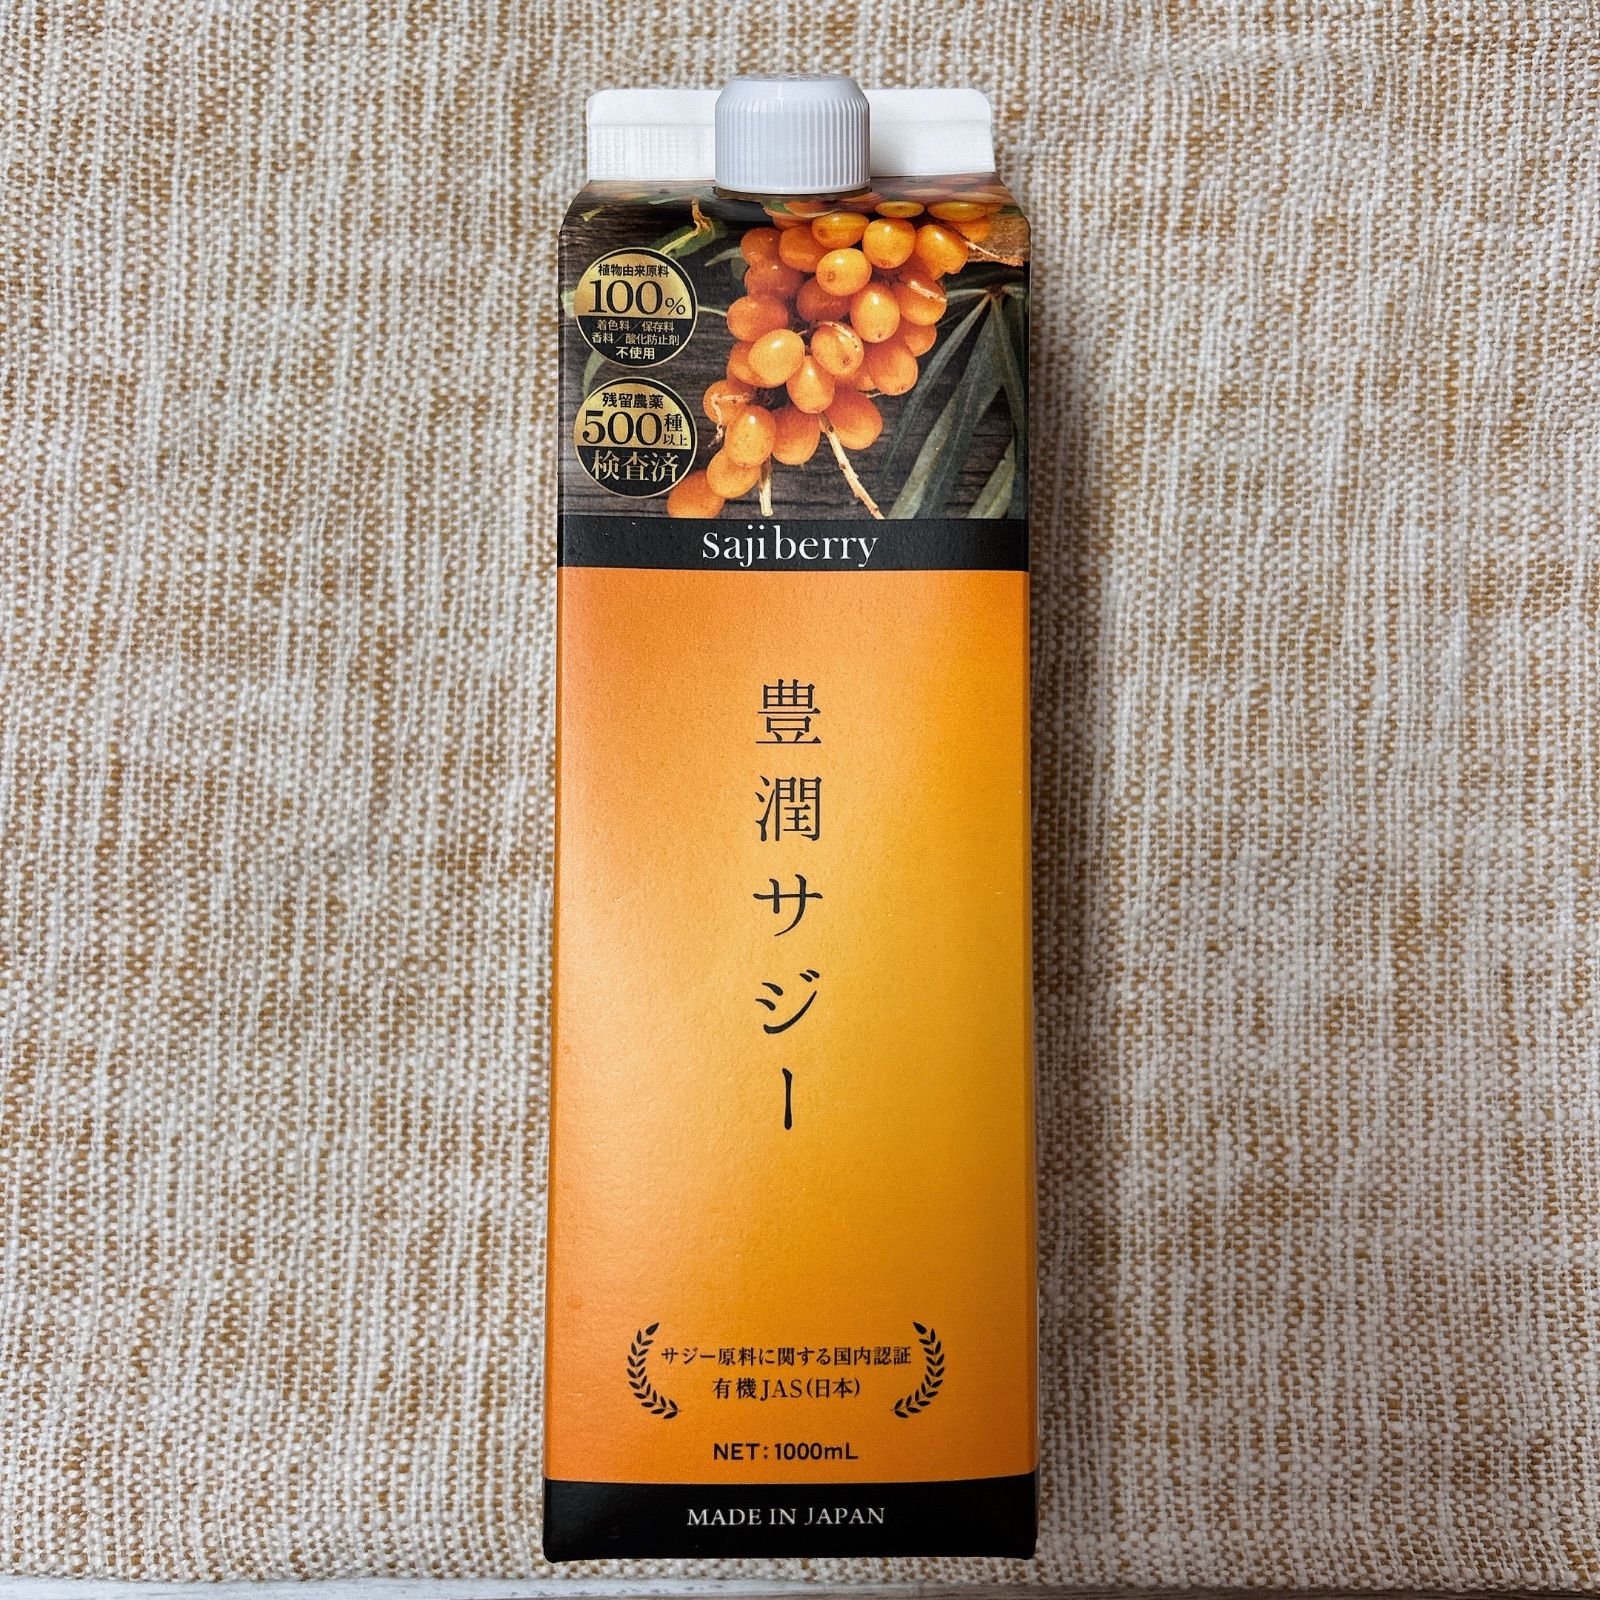 植物由来原料
100%
着色料／保存料
香料／酸化防止剤
不使用
残留農薬
500種以上
検査済
sajiberry
豊潤サジー
サジー原料に関する国内認証
有機JAS(日本)
NET:1000mL
MADE IN JAPAN